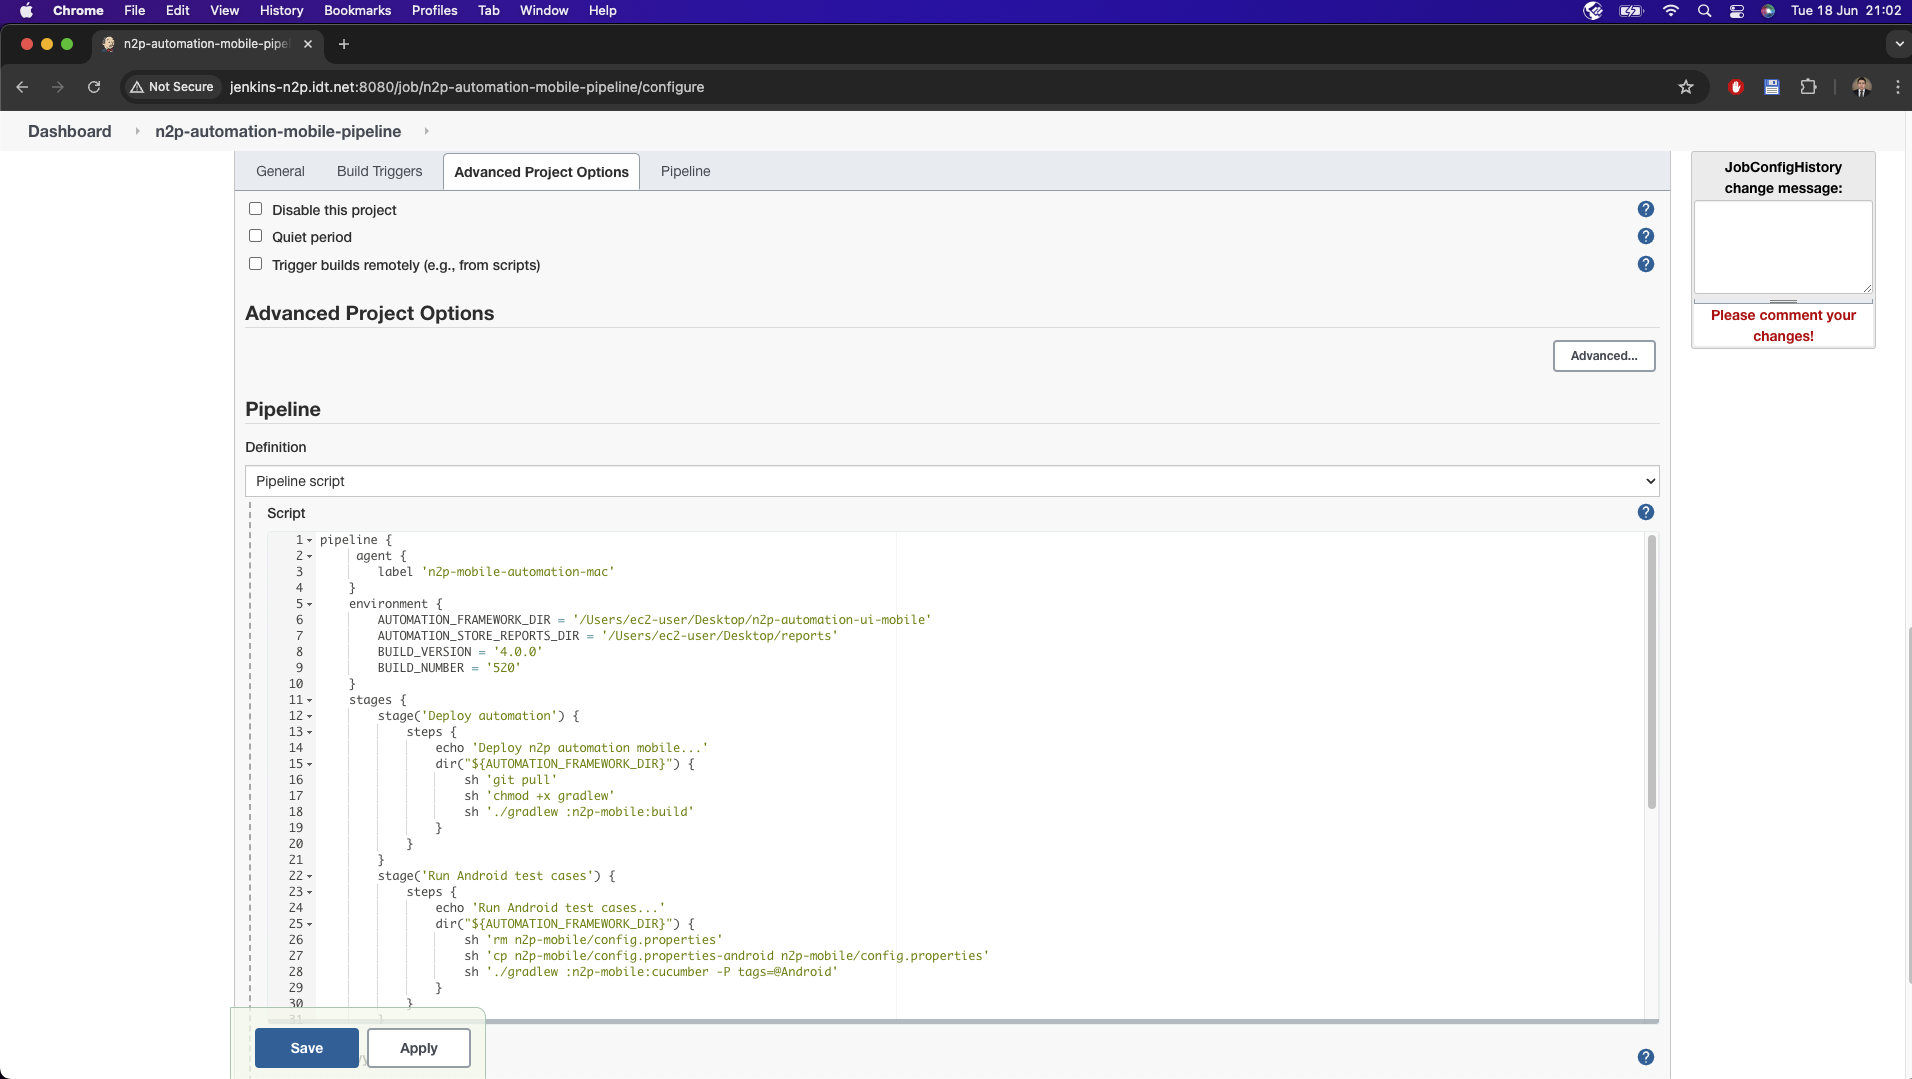 Chrome File Edit View History Bookmarks Profiles Tab Window Help Tue 18 Jun 21:02
n2p-automation-mobile-pipel
Not Secure jenkins-n2p.idt.net:8080/job/n2p-automation-mobile-pipeline/configure
Dashboard n2p-automation-mobile-pipeline
General Build Triggers Advanced Project Options Pipeline
Disable this project
Quiet period
Trigger builds remotely (e.g., from scripts)
JobConfigHistory
change message:
Please comment your
changes!
Advanced Project Options
Advanced...
Pipeline
Definition
Pipeline script
Script
1 pipeline {
2 agent {
3 label 'n2p-mobile-automation-mac'
4 }
5 environment {
6 AUTOMATION_FRAMEWORK_DIR = '/Users/ec2-user/Desktop/n2p-automation-ui-mobile'
7 AUTOMATION_STORE_REPORTS_DIR = '/Users/ec2-user/Desktop/reports'
8 BUILD_VERSION = '4.0.0'
9 BUILD_NUMBER = '520'
10 }
11 stages {
12 stage('Deploy automation') {
13 steps {
14 echo 'Deploy n2p automation mobile...'
15 dir("${AUTOMATION_FRAMEWORK_DIR}") {
16 sh 'git pull'
17 sh 'chmod +x gradlew'
18 sh './gradlew :n2p-mobile:build'
19 }
20 }
21 }
22 stage('Run Android test cases') {
23 steps {
24 echo 'Run Android test cases...'
25 dir("${AUTOMATION_FRAMEWORK_DIR}") {
26 sh 'rm n2p-mobile/config.properties'
27 sh 'cp n2p-mobile/config.properties-android n2p-mobile/config.properties'
28 sh './gradlew :n2p-mobile:cucumber -P tags=@Android'
29 }
30 }
31 }
Save Apply